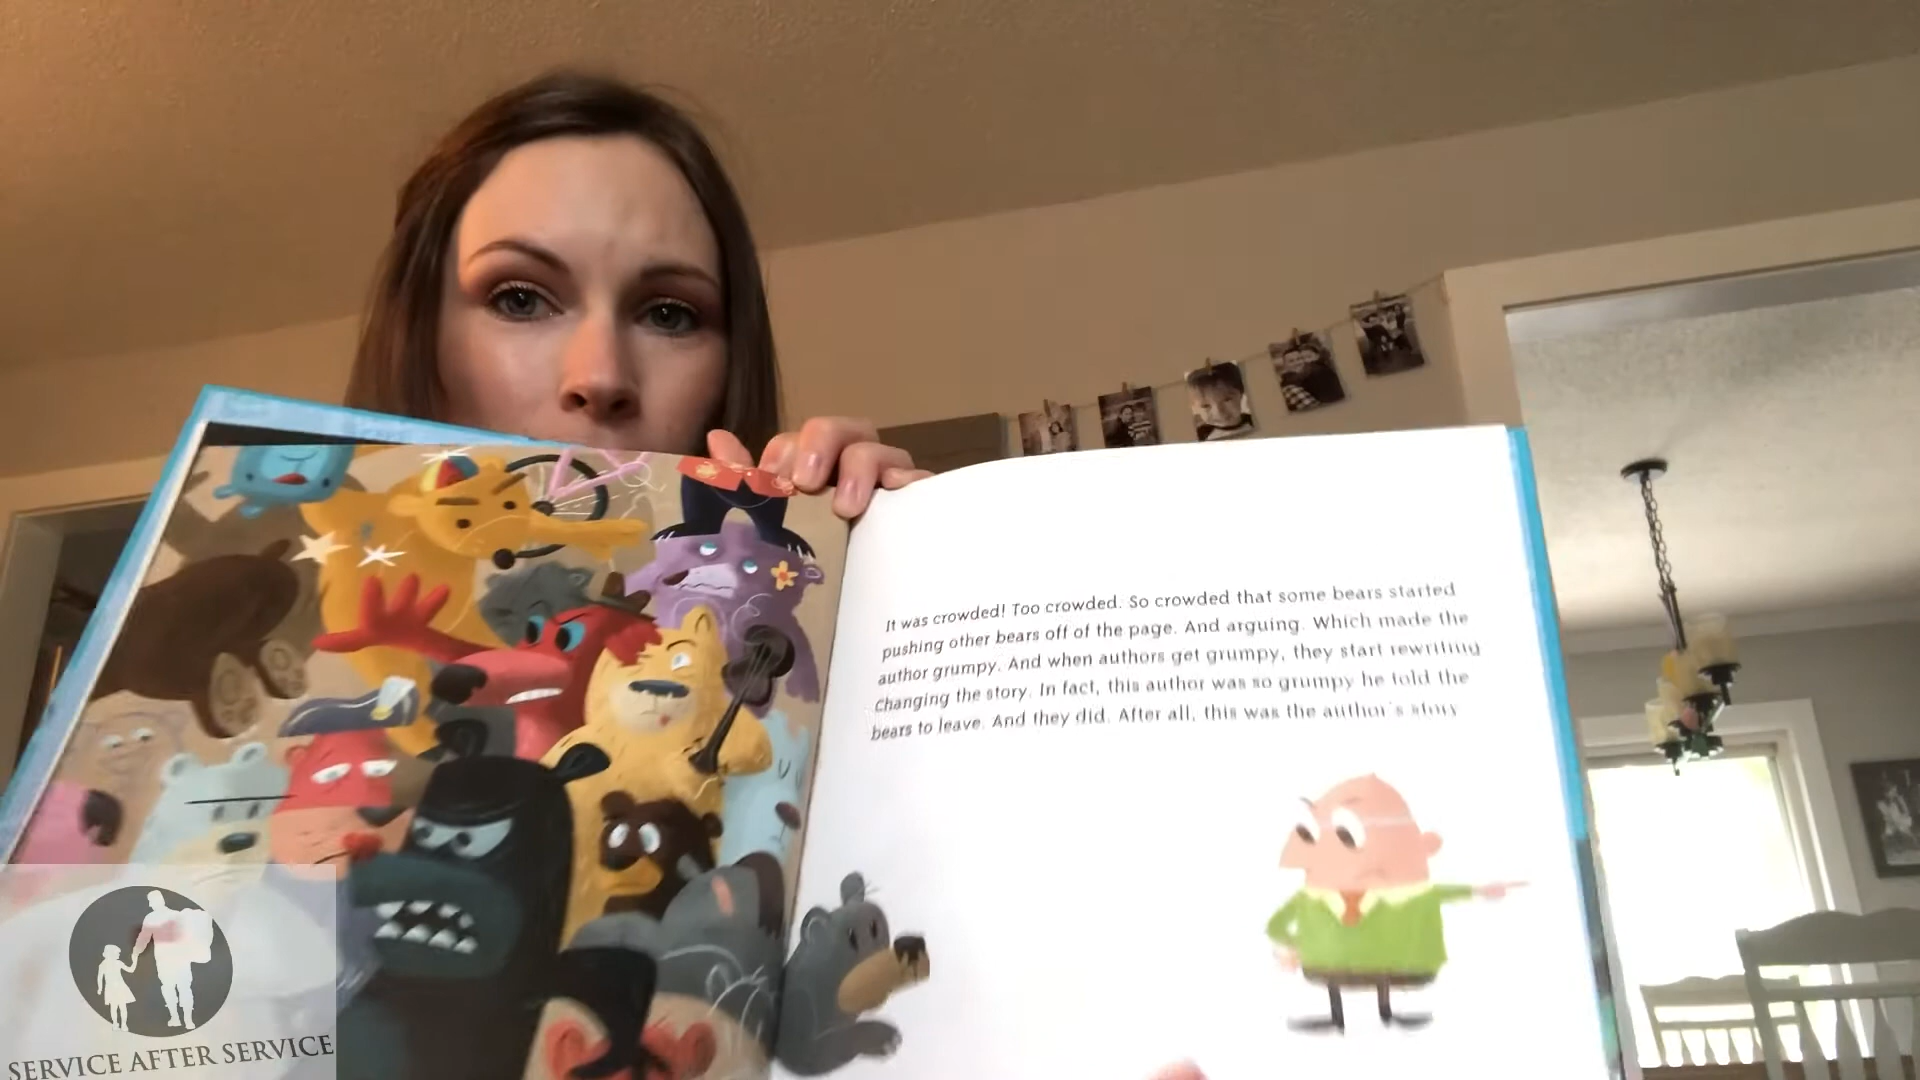 It was crowded! Too crowded. So crowded that some bears started
pushing other bears off of the page. And arguing. Which made the
author grumpy. And when authors get grumpy, they start rewriting
changing the story. In fact, this author was so grumpy he told the
bears to leave. And they did. After all, this was the author's story
SERVICE AFTER SERVICE